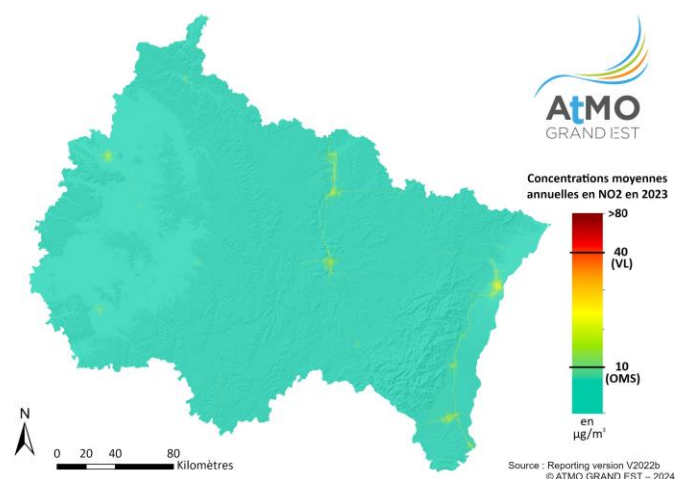 AtMO
GRAND EST
Concentrations moyennes
annuelles en NO2 en 2023
>80
40
(VL)
10
(OMS)
en
µg/m³
N
0 20 40 80
Kilomètres
Source : Reporting version V2022b
© ATMO GRAND EST – 2024